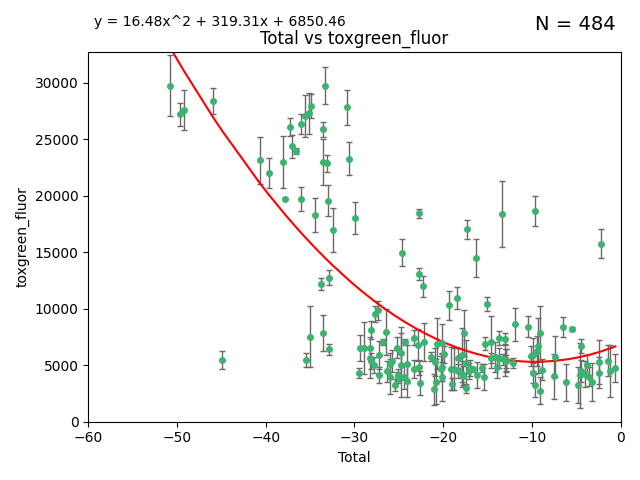 y = 16.48x^2 + 319.31x + 6850.46
N = 484
Total vs toxgreen_fluor
30000
25000
20000
15000
10000
5000
0
toxgreen_fluor
−60 −50 −40 −30 −20 −10 0
Total